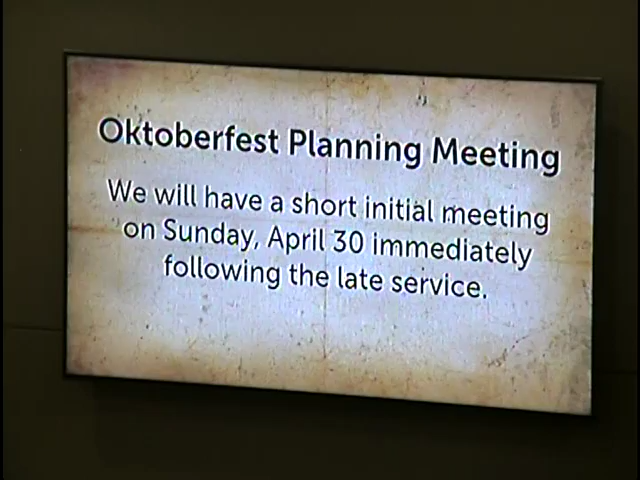 Oktoberfest Planning Meeting
We will have a short initial meeting
on Sunday, April 30 immediately
following the late service.